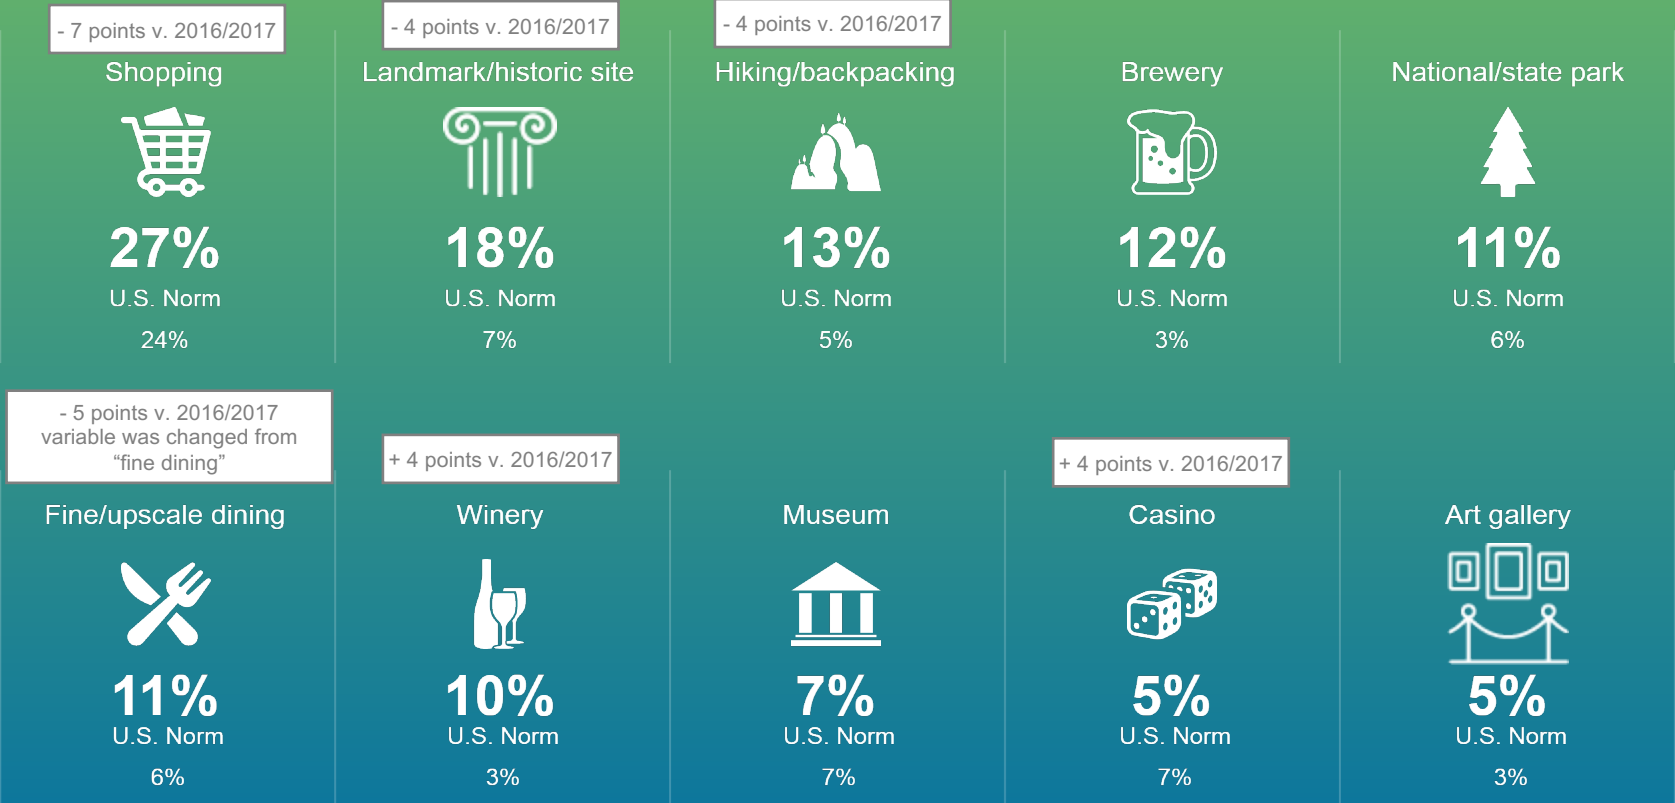 - 7 points v. 2016/2017
Shopping
27%
U.S. Norm
24%
- 4 points v. 2016/2017
Landmark/historic site
18%
U.S. Norm
7%
- 4 points v. 2016/2017
Hiking/backpacking
13%
U.S. Norm
5%
Brewery
12%
U.S. Norm
3%
National/state park
11%
U.S. Norm
6%
- 5 points v. 2016/2017
variable was changed from
“fine dining”
Fine/upscale dining
11%
U.S. Norm
6%
+ 4 points v. 2016/2017
Winery
10%
U.S. Norm
3%
Museum
7%
U.S. Norm
7%
+ 4 points v. 2016/2017
Casino
5%
U.S. Norm
7%
Art gallery
5%
U.S. Norm
3%